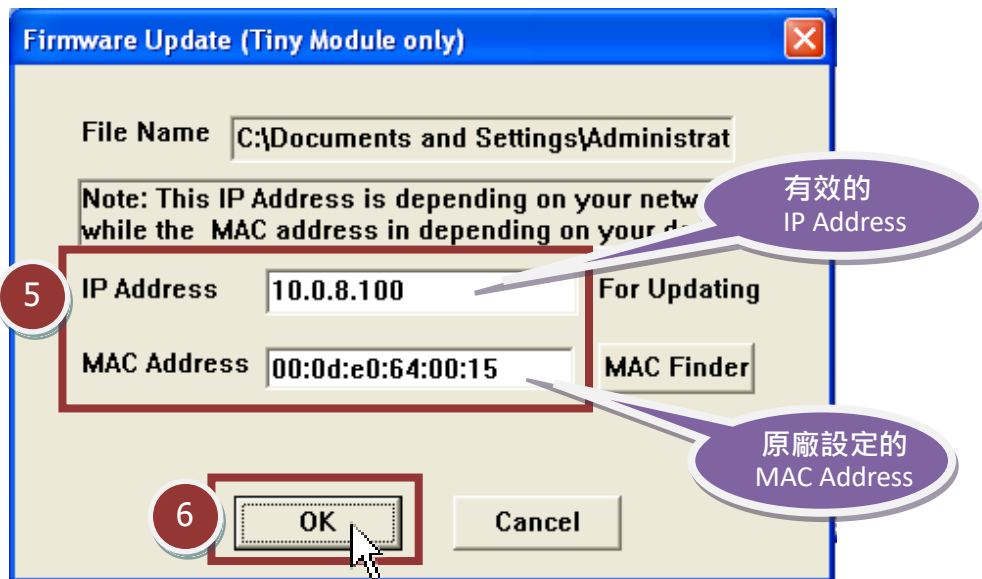 Firmware Update (Tiny Module only)
File Name C:\Documents and Settings\Administrat
Note: This IP Address is depending on your netw
while the MAC address in depending on your
有效的
IP Address
5
IP Address 10.0.8.100 For Updating
MAC Address 00:0d:e0:64:00:15 MAC Finder
原廠設定的
MAC Address
6
OK Cancel